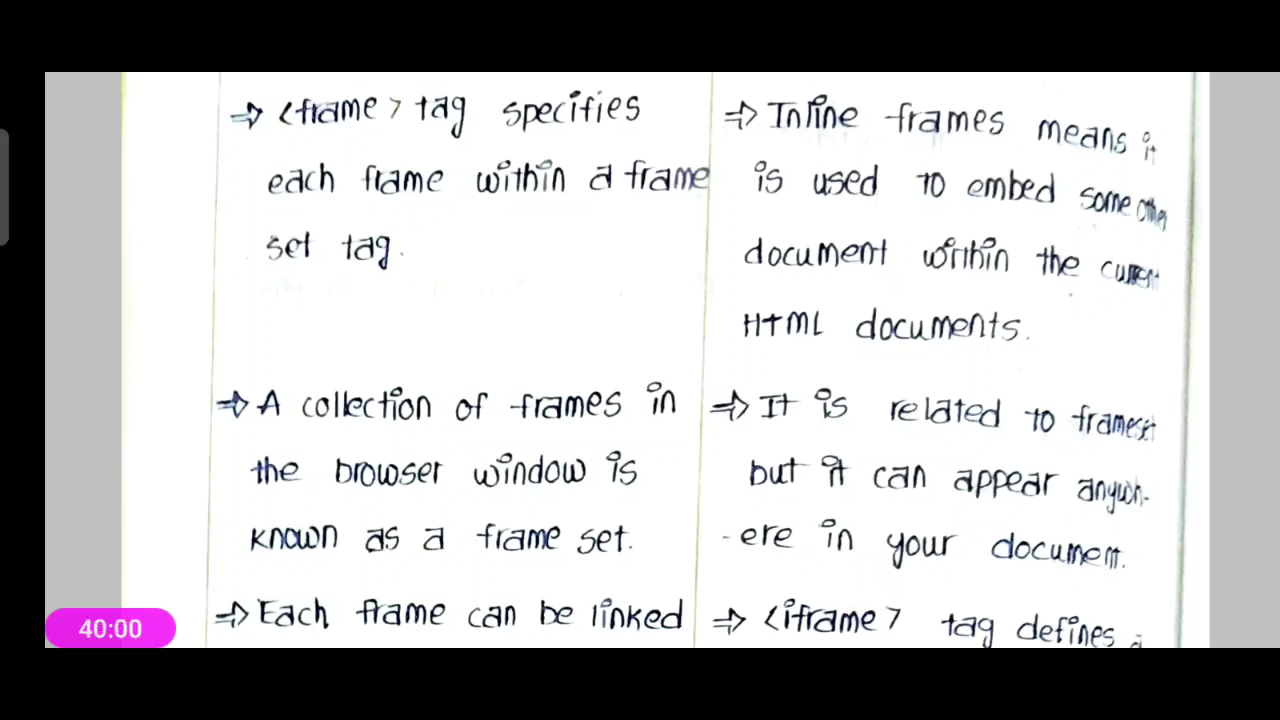 ⇒ <frame> tag specifies
each frame within a frame
set tag.
⇒ A collection of frames in
the browser window is
known as a frame set.
⇒ Each frame can be linked
⇒ Inline frames means it
is used to embed some other
document within the current
HTML documents.
⇒ It is related to frameset
but it can appear anywh-
-ere in your document.
⇒ <iframe> tag defines a
40:00